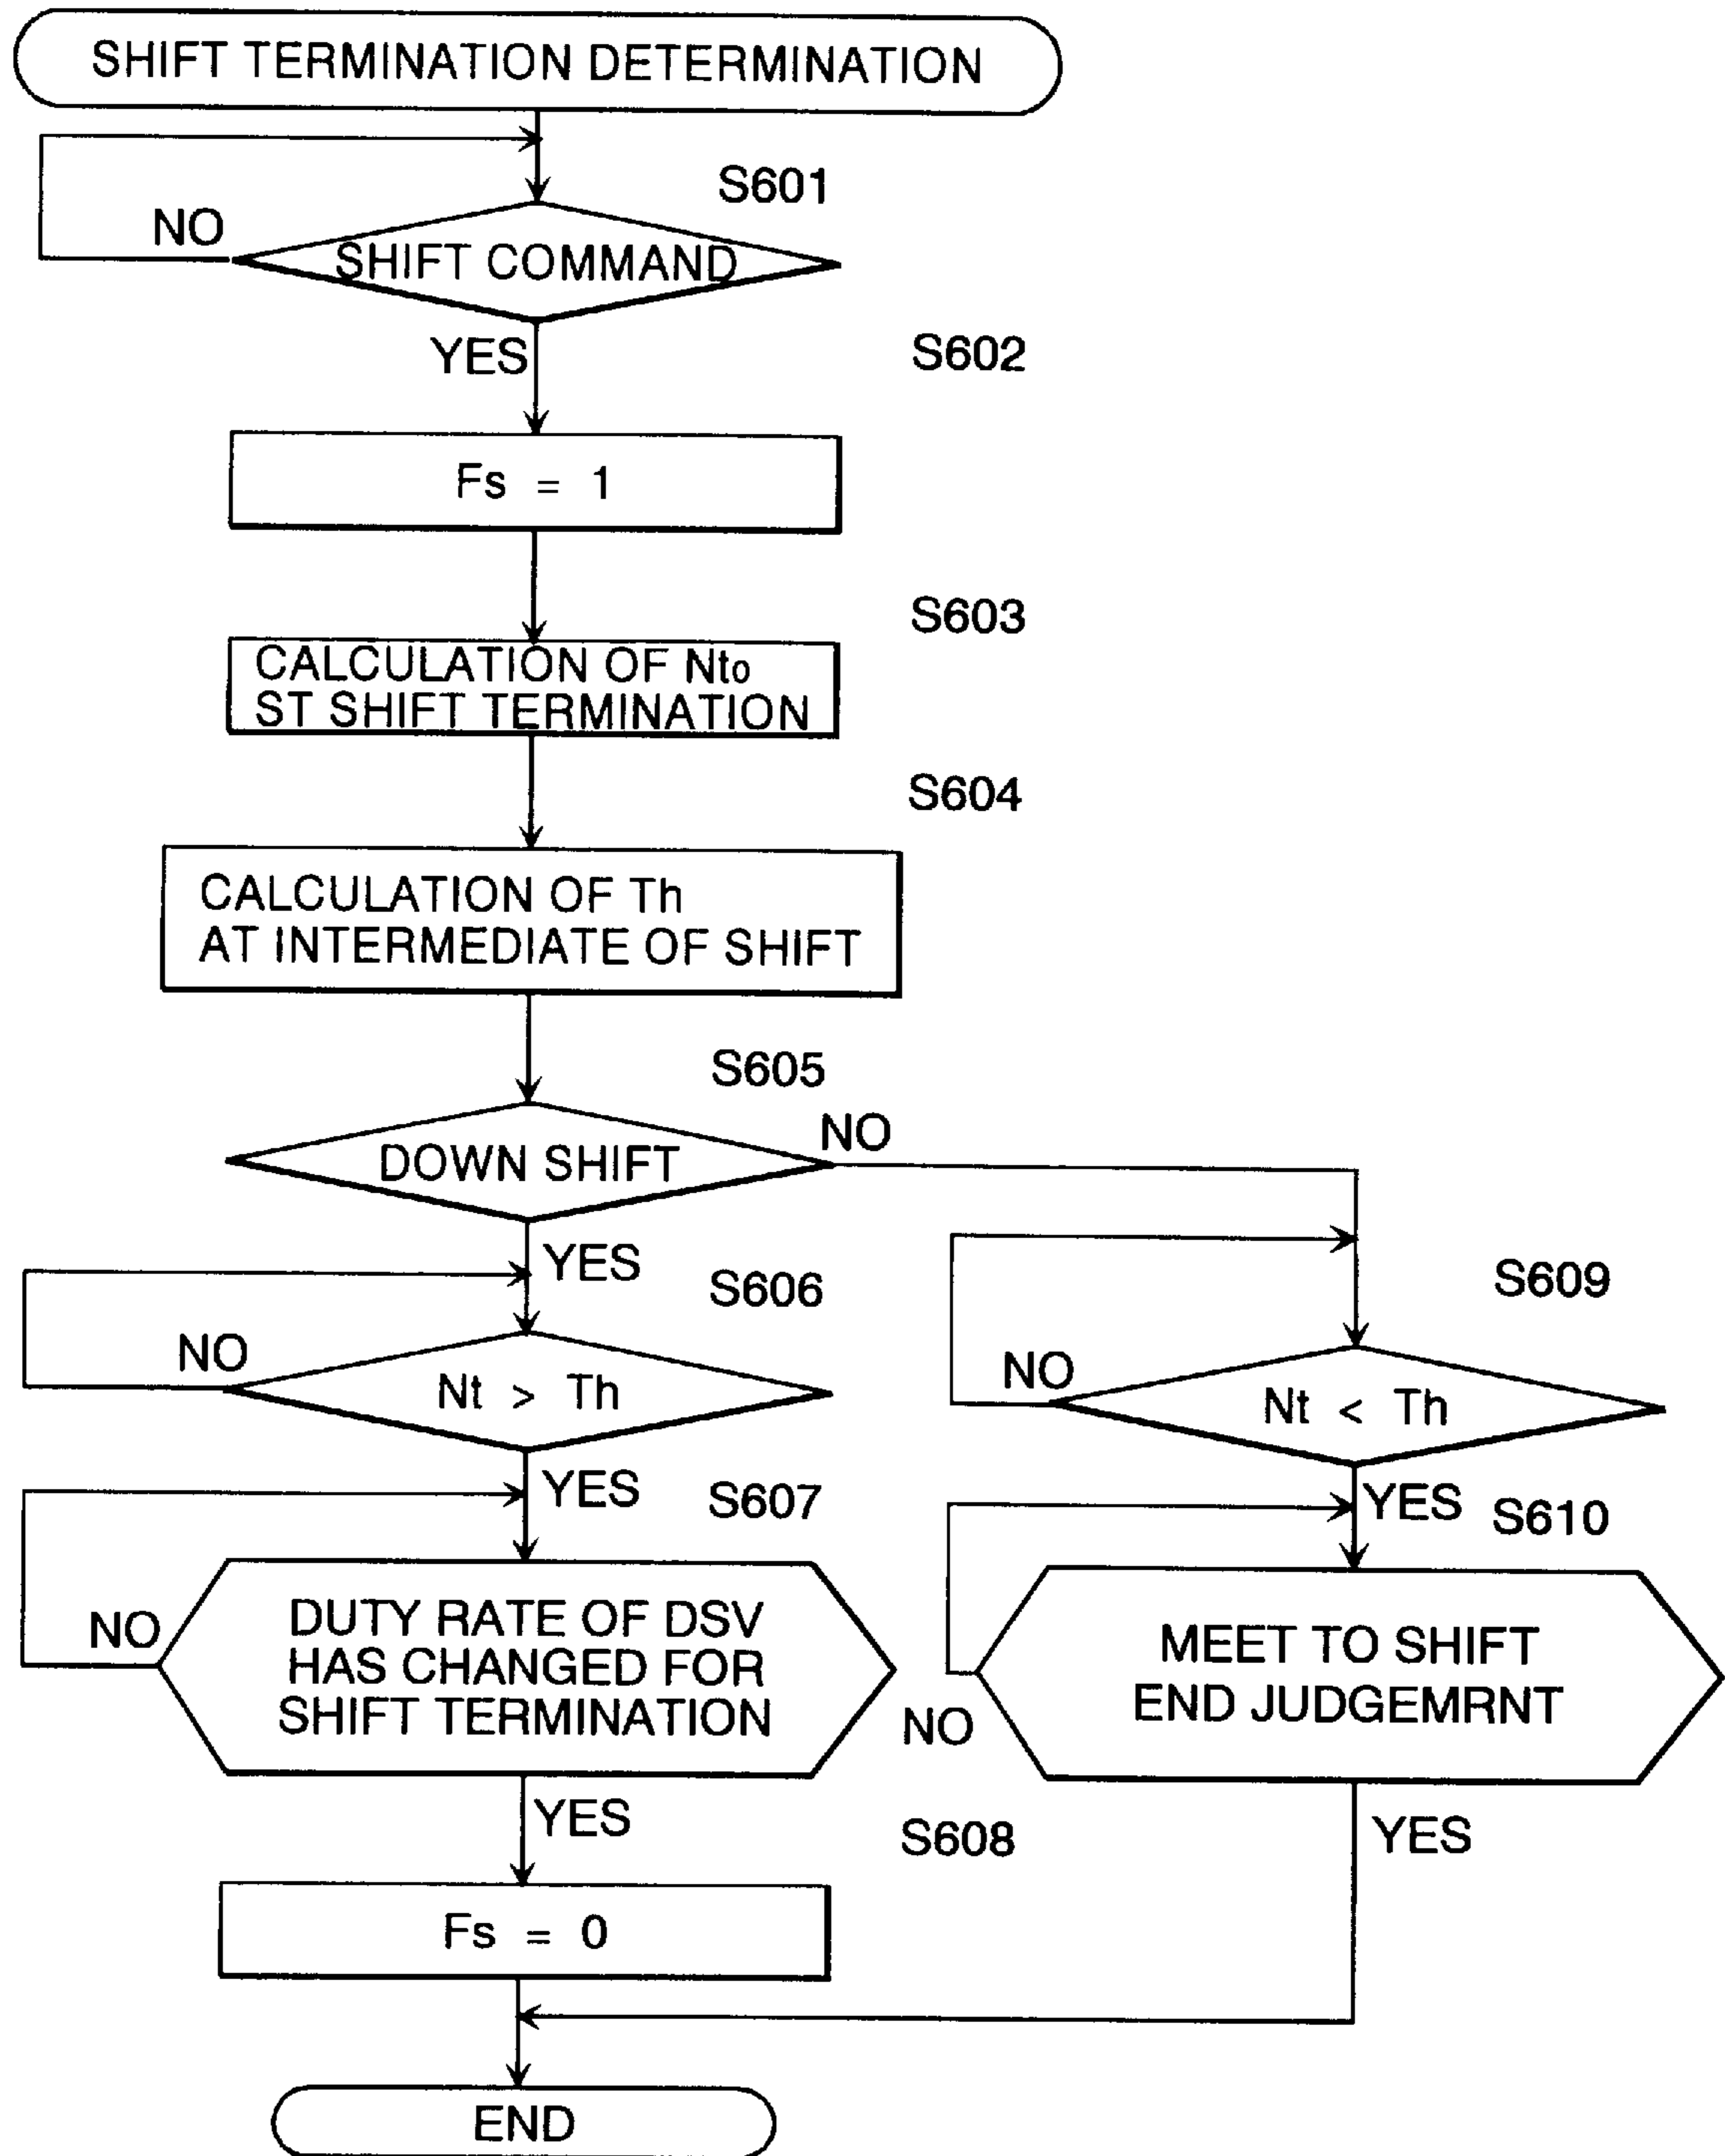 SHIFT TERMINATION DETERMINATION
S601
NO
SHIFT COMMAND
YES
S602
Fs = 1
S603
CALCULATION OF Nto
ST SHIFT TERMINATION
S604
CALCULATION OF Th
AT INTERMEDIATE OF SHIFT
S605
DOWN SHIFT
NO
YES
S606
NO
Nt > Th
YES
S607
NO
DUTY RATE OF DSV
HAS CHANGED FOR
SHIFT TERMINATION
YES
S608
Fs = 0
S609
NO
Nt < Th
YES
S610
MEET TO SHIFT
END JUDGEMRNT
NO
YES
END